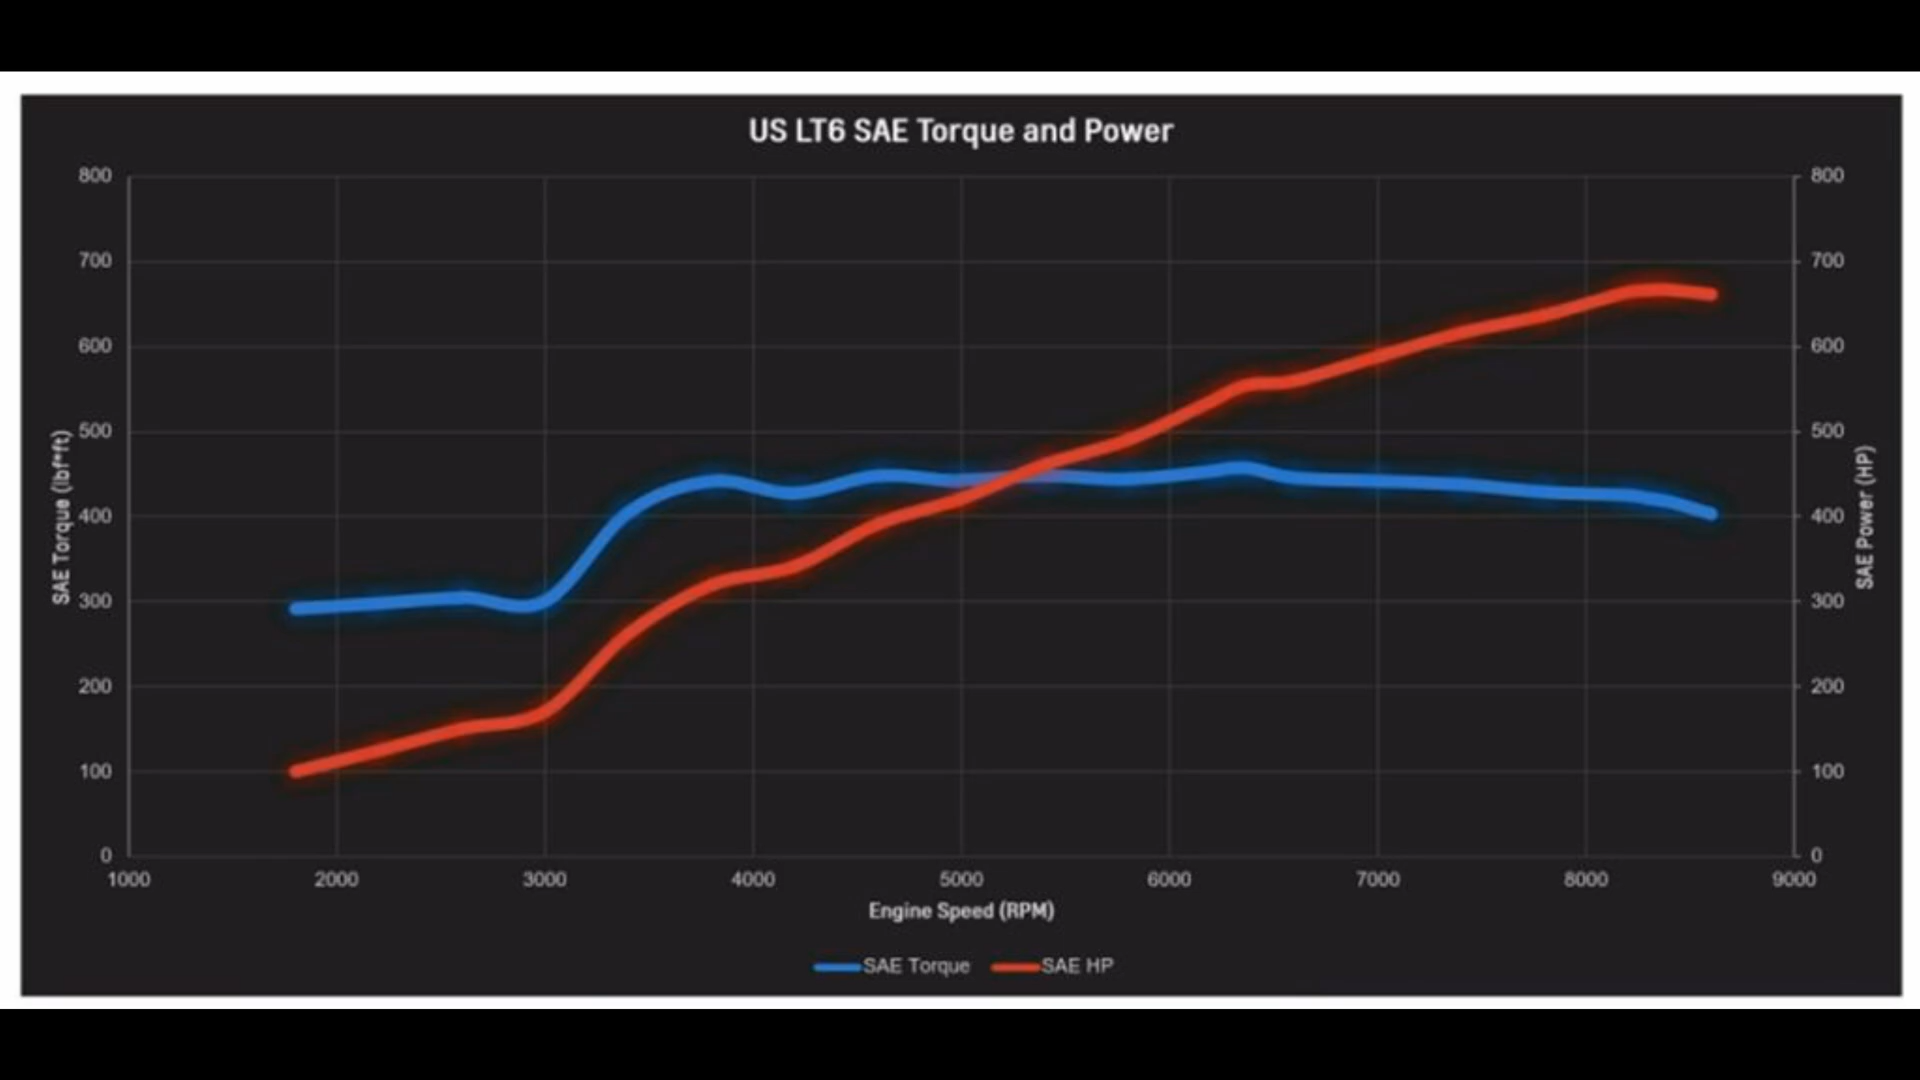 US LT6 SAE Torque and Power
800 800
700 700
600 600
500 500
400 400
300 300
200 200
100 100
0 0
SAE Torque (lbf*ft)
SAE Power (HP)
1000 2000 3000 4000 5000 6000 7000 8000 9000
Engine Speed (RPM)
SAE Torque SAE HP